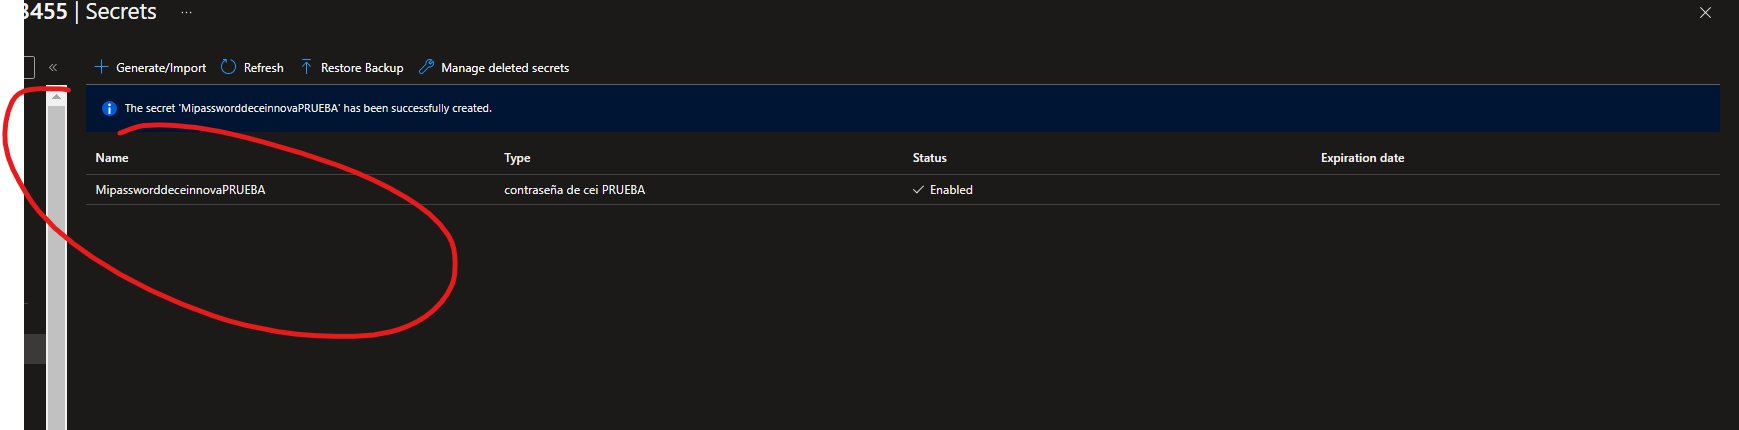 3455 | Secrets ...
Generate/Import Refresh Restore Backup Manage deleted secrets
The secret 'MipassworddeceinnovaPRUEBA' has been successfully created.
Name Type Status Expiration date
MipassworddeceinnovaPRUEBA contraseña de cei PRUEBA Enabled